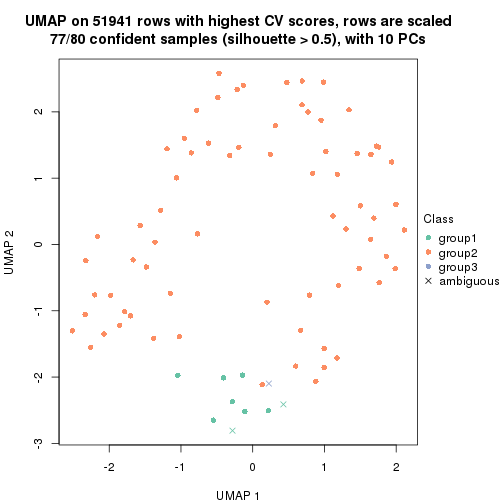 UMAP on 51941 rows with highest CV scores, rows are scaled
77/80 confident samples (silhouette > 0.5), with 10 PCs
2
1
0
-1
-2
-3
UMAP 2
-2
-1
0
1
2
UMAP 1
Class
group1
group2
group3
ambiguous